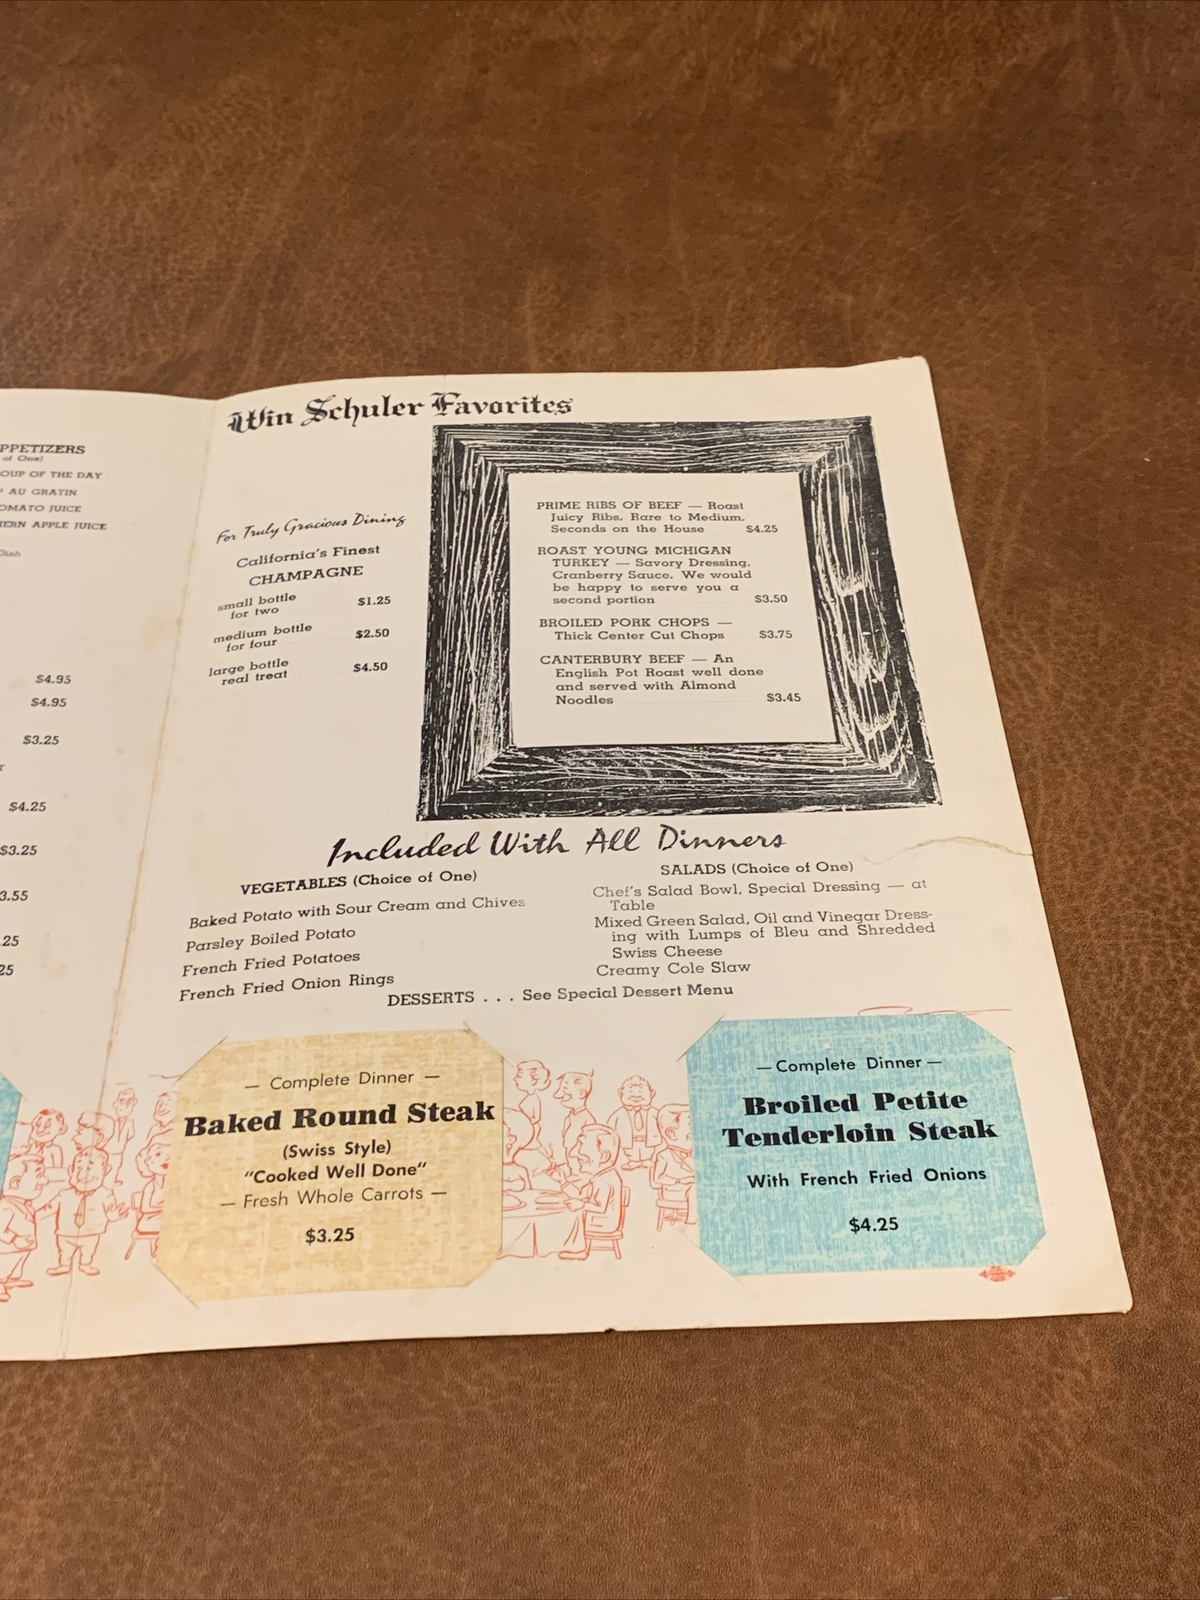 PPETIZERS
of One)
OUP OF THE DAY
P AU GRATIN
OMATO JUICE
HERN APPLE JUICE
Dish
$4.95
$4.95
$3.25
r
$4.25
$3.25
3.55
.25
25
Win Schuler Favorites
For Truly Gracious Dining
California's Finest
CHAMPAGNE
small bottle
for two $1.25
medium bottle
for four $2.50
large bottle
real treat $4.50
PRIME RIBS OF BEEF — Roast
Juicy Ribs, Rare to Medium,
Seconds on the House $4.25
ROAST YOUNG MICHIGAN
TURKEY — Savory Dressing,
Cranberry Sauce. We would
be happy to serve you a
second portion $3.50
BROILED PORK CHOPS —
Thick Center Cut Chops $3.75
CANTERBURY BEEF — An
English Pot Roast well done
and served with Almond
Noodles $3.45
Included With All Dinners
VEGETABLES (Choice of One)
Baked Potato with Sour Cream and Chives
Parsley Boiled Potato
French Fried Potatoes
French Fried Onion Rings
SALADS (Choice of One)
Chef's Salad Bowl, Special Dressing — at
Table
Mixed Green Salad, Oil and Vinegar Dress-
ing with Lumps of Bleu and Shredded
Swiss Cheese
Creamy Cole Slaw
DESSERTS . . . See Special Dessert Menu
— Complete Dinner —
Baked Round Steak
(Swiss Style)
"Cooked Well Done"
— Fresh Whole Carrots —
$3.25
— Complete Dinner —
Broiled Petite
Tenderloin Steak
With French Fried Onions
$4.25